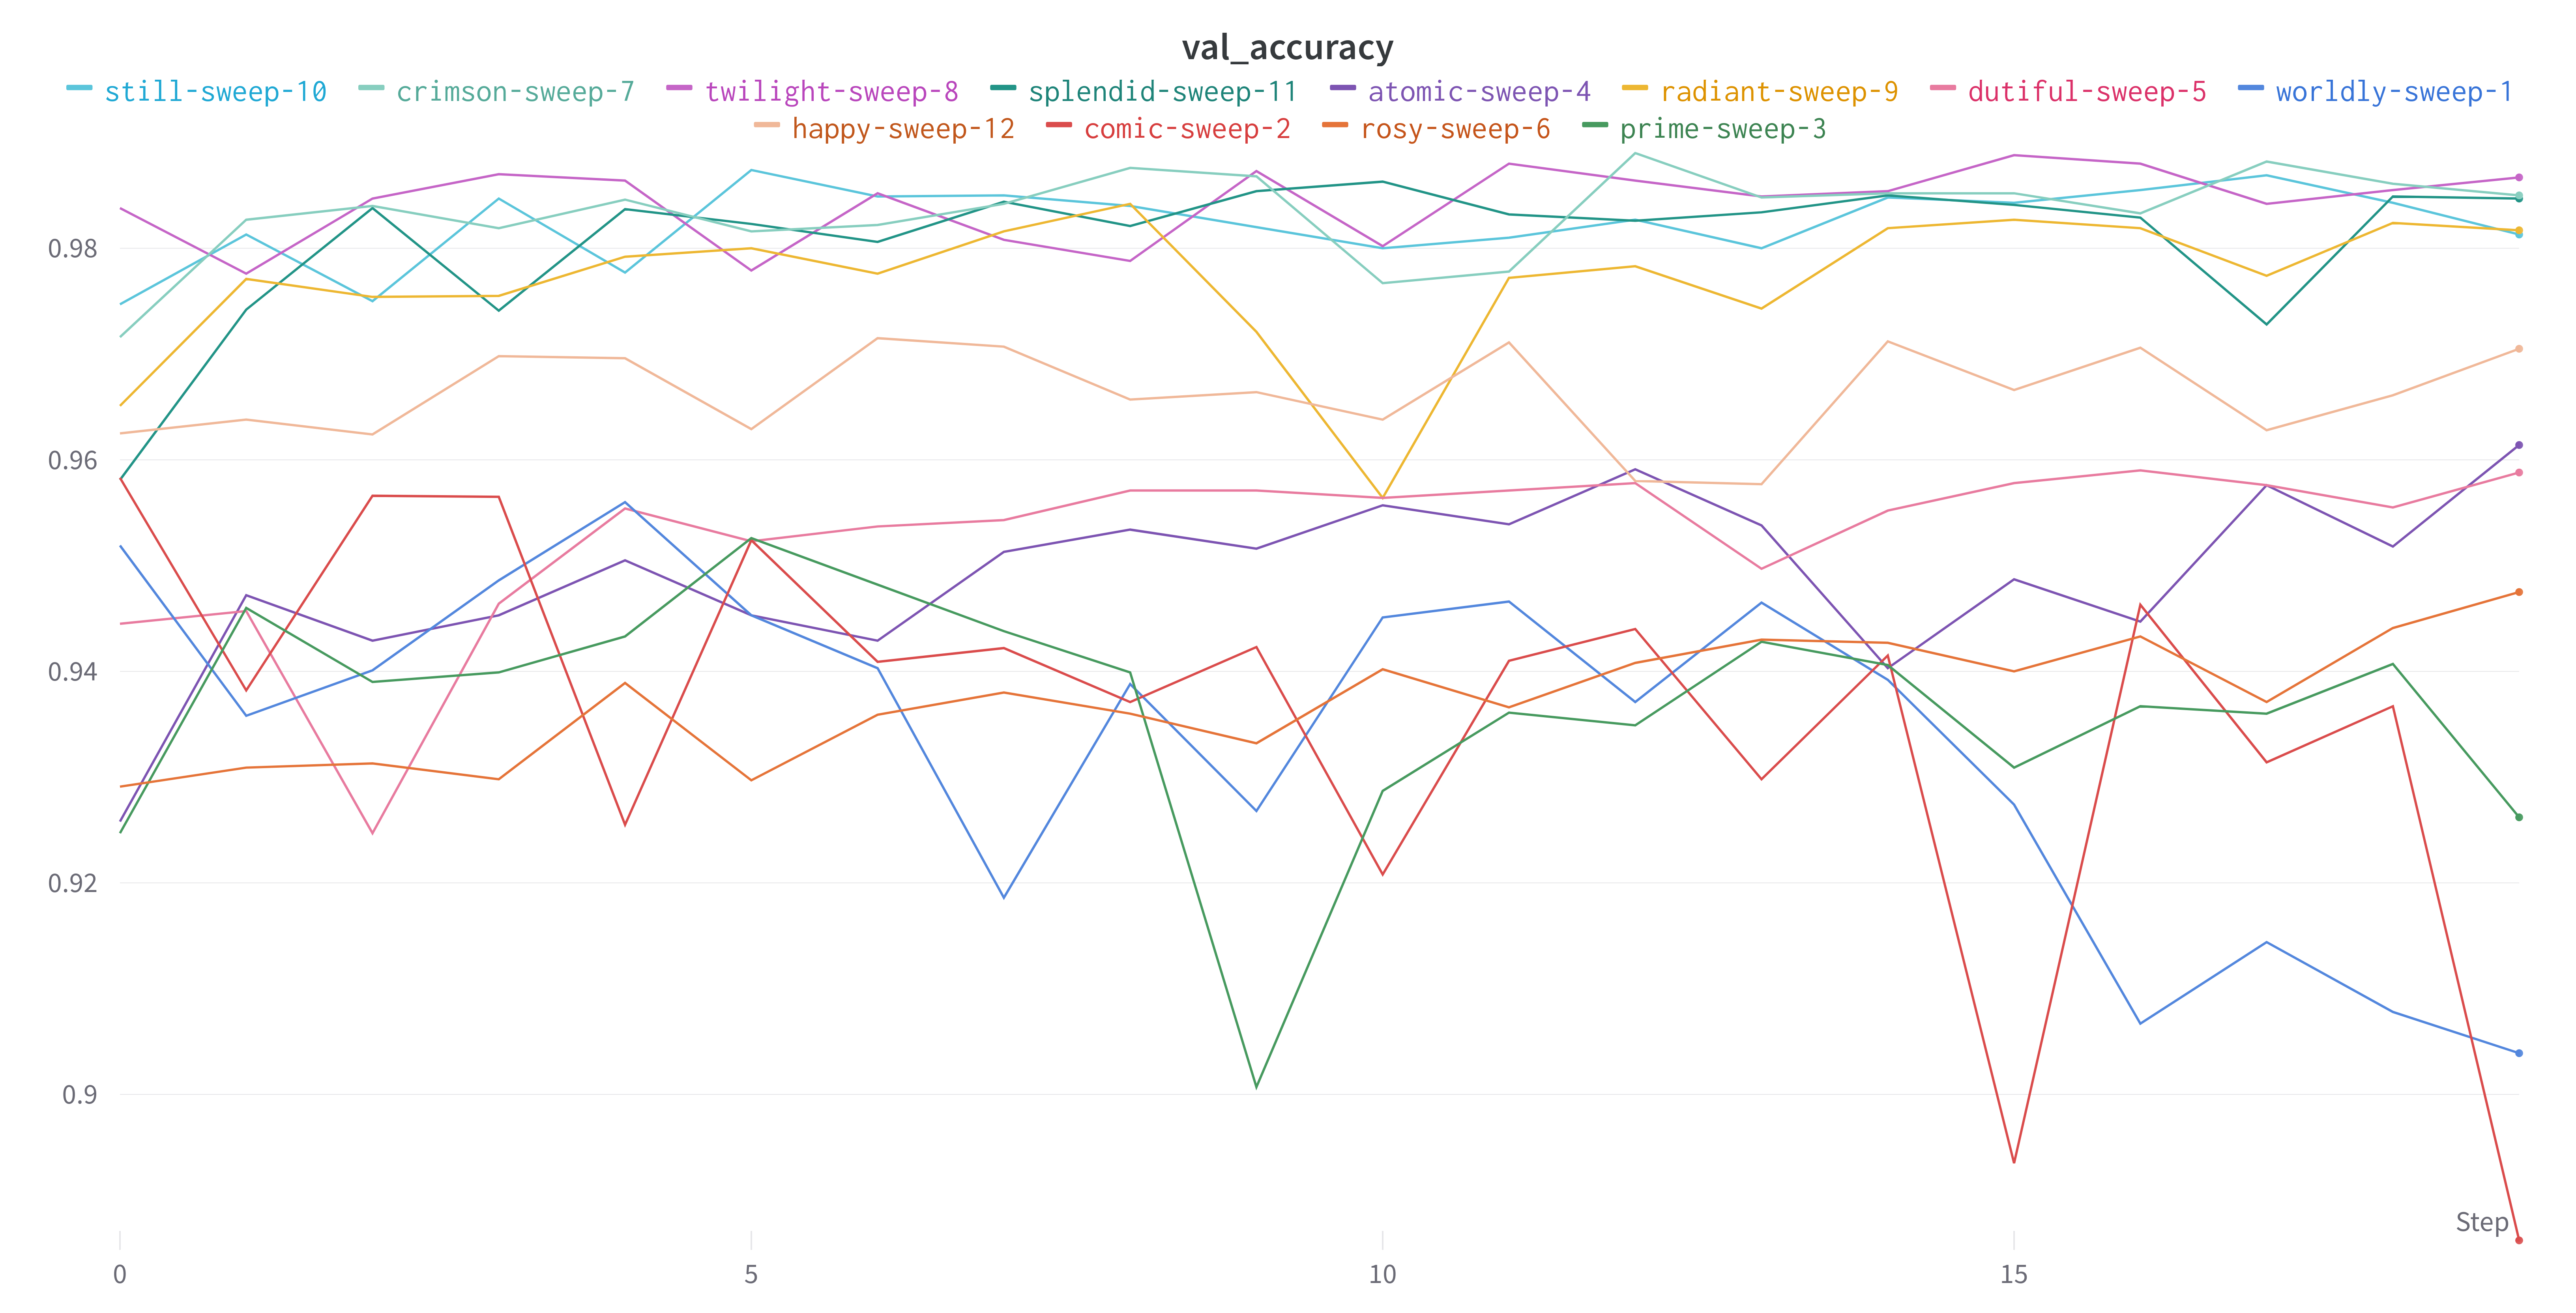 val_accuracy
still-sweep-10 crimson-sweep-7 twilight-sweep-8 splendid-sweep-11 atomic-sweep-4 radiant-sweep-9 dutiful-sweep-5 worldly-sweep-1
happy-sweep-12 comic-sweep-2 rosy-sweep-6 prime-sweep-3
0.98
0.96
0.94
0.92
0.9
Step
0 5 10 15